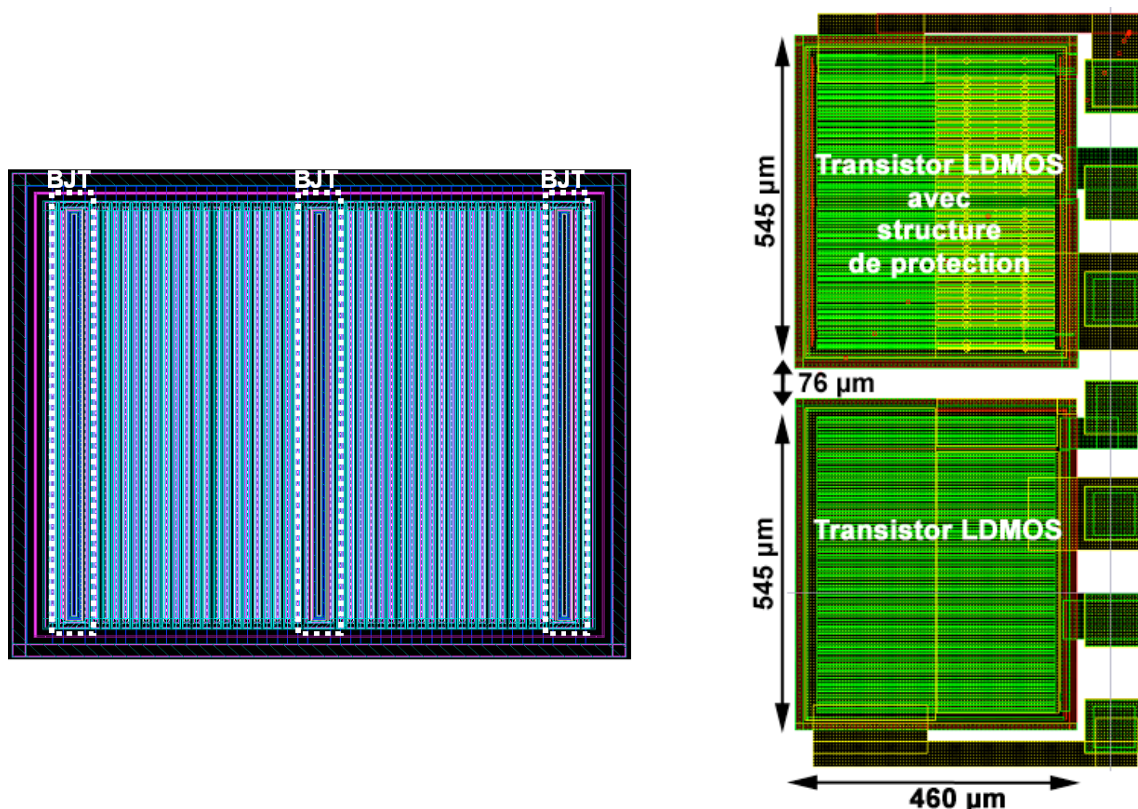 BJT
BJT
BJT
545 µm
Transistor LDMOS
avec
structure
de protection
76 µm
545 µm
Transistor LDMOS
460 µm